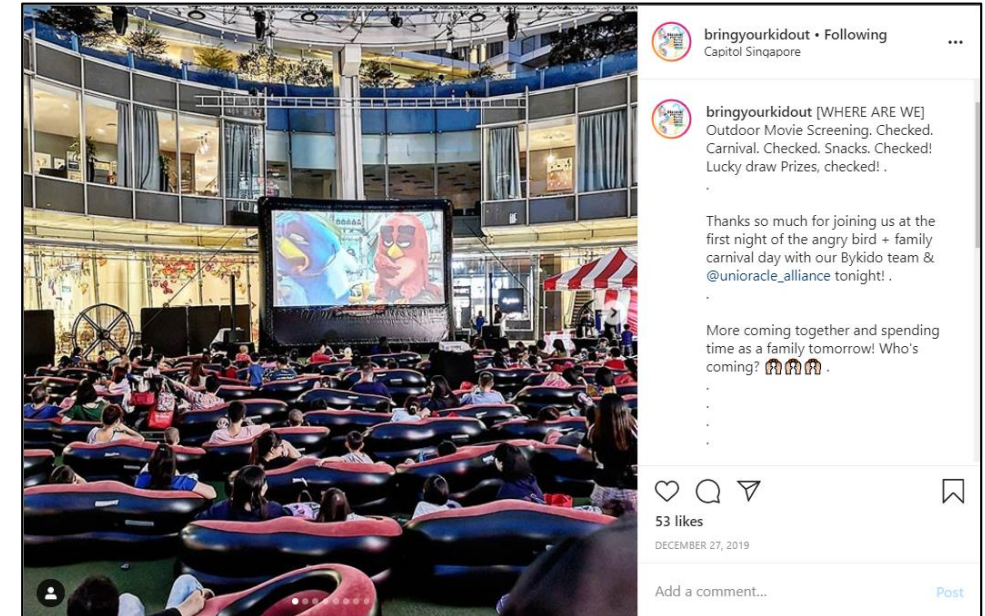 bringyourkidout • Following
Capitol Singapore
bringyourkidout [WHERE ARE WE]
Outdoor Movie Screening. Checked.
Carnival. Checked. Snacks. Checked!
Lucky draw Prizes, checked! .
.
Thanks so much for joining us at the
first night of the angry bird + family
carnival day with our Bykido team &
@unioracle_alliance tonight! .
.
More coming together and spending
time as a family tomorrow! Who's
coming? 🙌🙌🙌 .
.
.
.
.
53 likes
DECEMBER 27, 2019
Add a comment...
Post